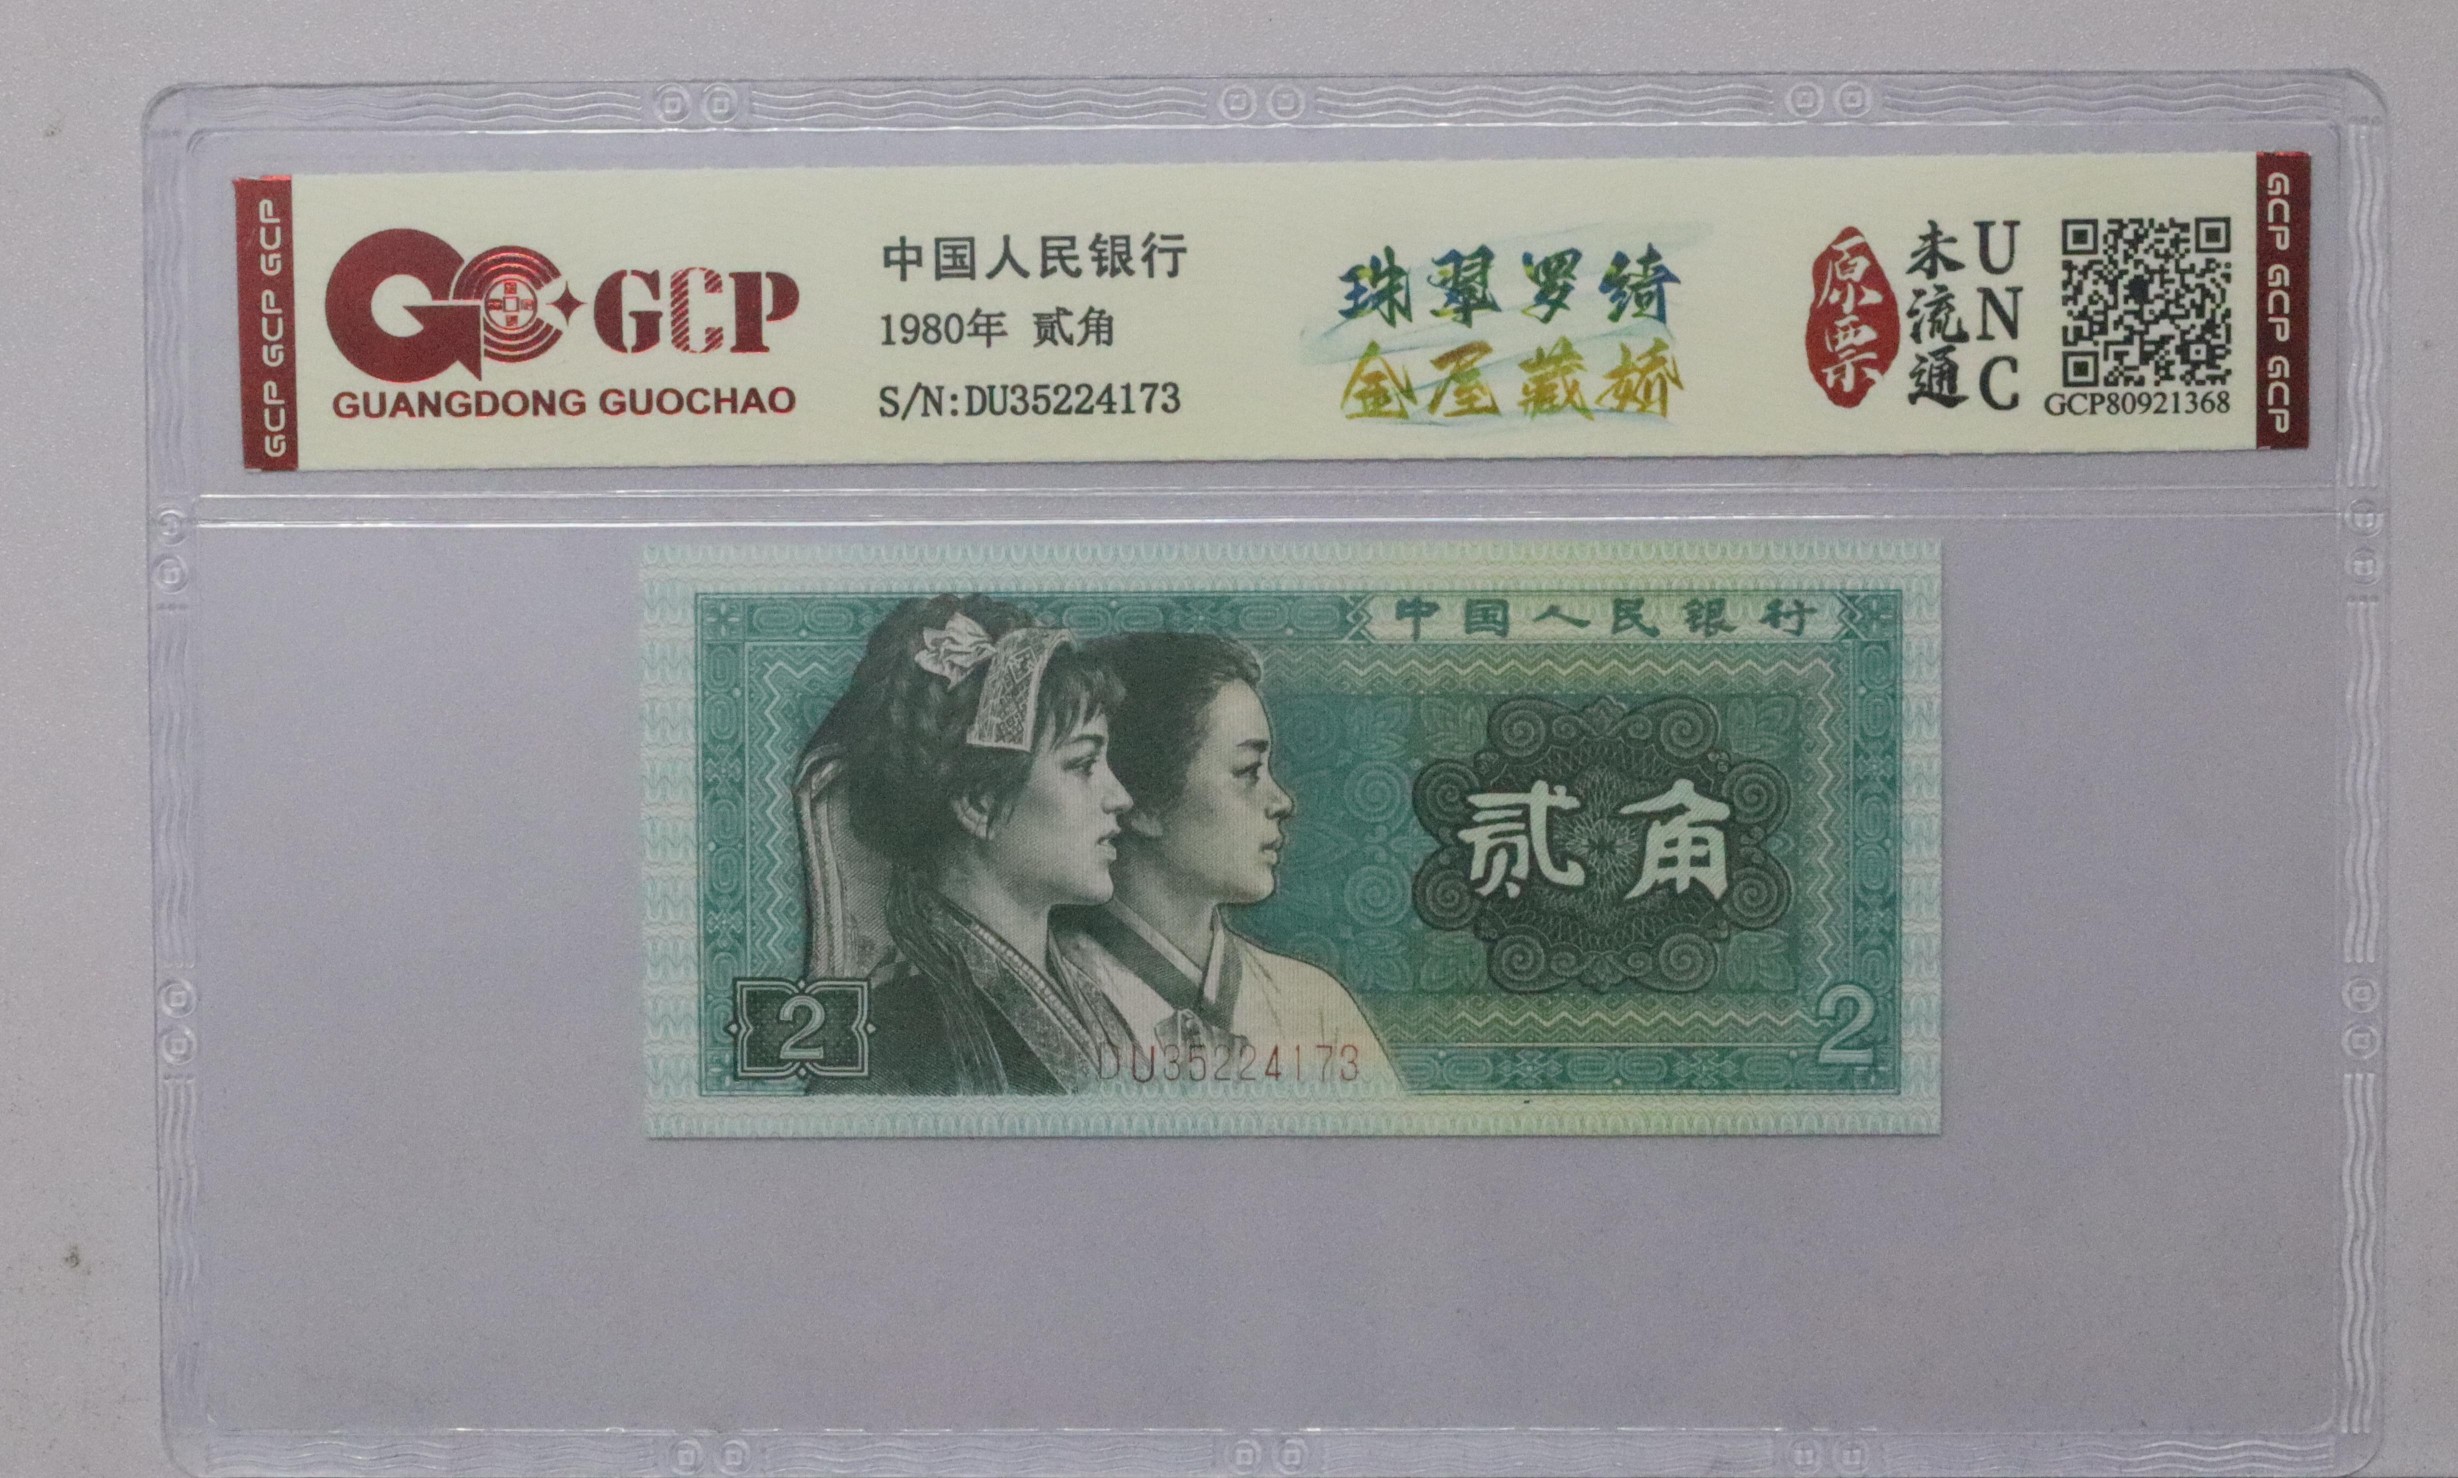 GCP GCP GCP
GCP
GUANGDONG GUOCHAO
中国人民银行
1980年 贰角
S/N:DU35224173
珠翠罗绮
金屋藏娇
原票
未流通
UNC
GCP80921368
GCP GCP GCP
中国人民银行
贰角
2
2
DU35224173